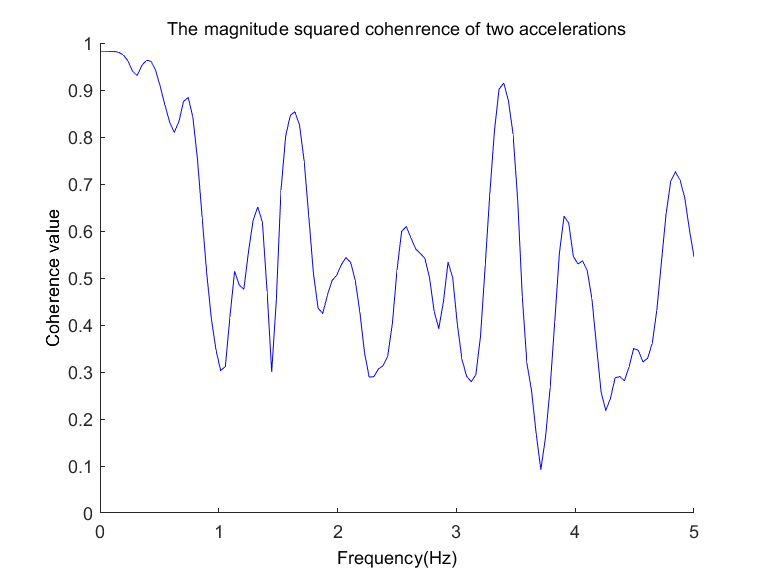 The magnitude squared cohenrence of two accelerations
1
0.9
0.8
0.7
0.6
0.5
0.4
0.3
0.2
0.1
0
Coherence value
0 1 2 3 4 5
Frequency(Hz)